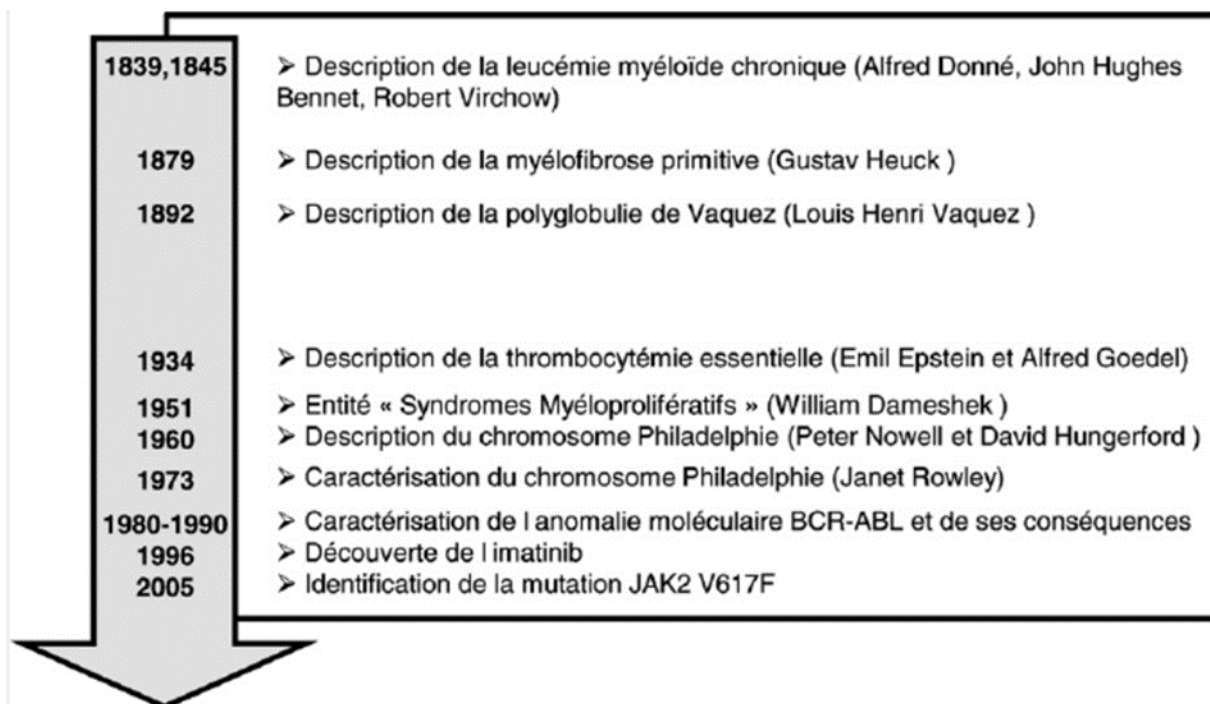 1839,1845 ➢ Description de la leucémie myéloïde chronique (Alfred Donné, John Hughes
Bennet, Robert Virchow)
1879 ➢ Description de la myélofibrose primitive (Gustav Heuck )
1892 ➢ Description de la polyglobulie de Vaquez (Louis Henri Vaquez )
1934 ➢ Description de la thrombocytémie essentielle (Emil Epstein et Alfred Goedel)
1951 ➢ Entité « Syndromes Myéloprolifératifs » (William Dameshek )
1960 ➢ Description du chromosome Philadelphie (Peter Nowell et David Hungerford )
1973 ➢ Caractérisation du chromosome Philadelphie (Janet Rowley)
1980-1990 ➢ Caractérisation de l anomalie moléculaire BCR-ABL et de ses conséquences
1996 ➢ Découverte de l imatinib
2005 ➢ Identification de la mutation JAK2 V617F